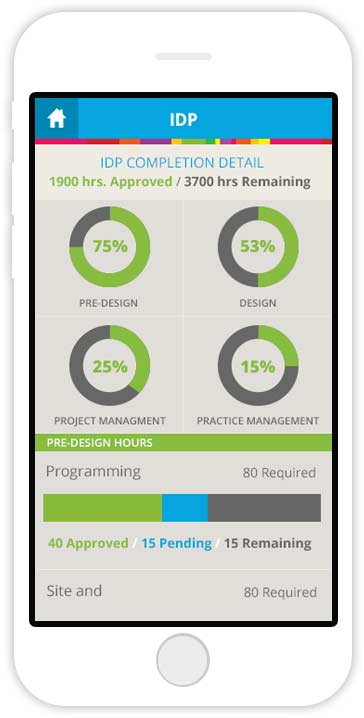 IDP
IDP COMPLETION DETAIL
1900 hrs. Approved / 3700 hrs Remaining
75%
53%
PRE-DESIGN
DESIGN
25%
15%
PROJECT MANAGMENT
PRACTICE MANAGEMENT
PRE-DESIGN HOURS
Programming
80 Required
40 Approved / 15 Pending / 15 Remaining
Site and
80 Required